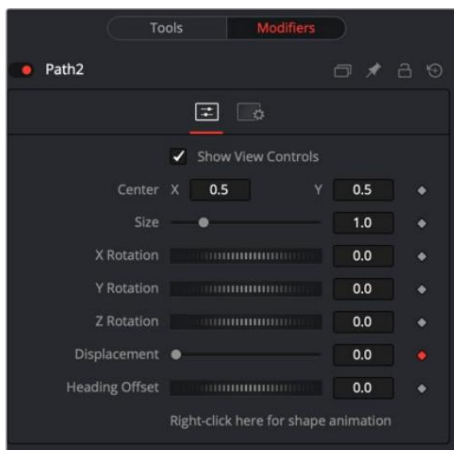 Tools Modifiers
Path2
Show View Controls
Center X 0.5 Y 0.5
Size 1.0
X Rotation 0.0
Y Rotation 0.0
Z Rotation 0.0
Displacement 0.0
Heading Offset 0.0
Right-click here for shape animation